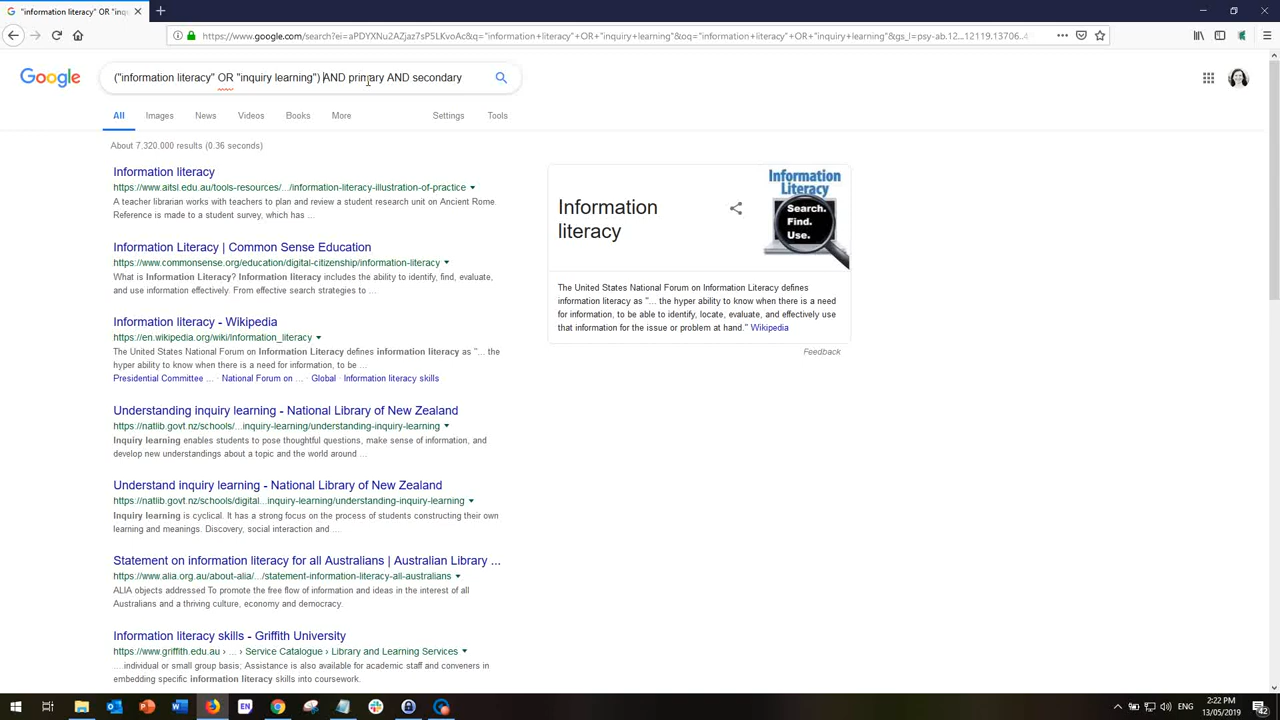 "information literacy" OR "inqu
https://www.google.com/search?ei=aPDYXNu2AZjaz7sP5LKvoAc&q="information+literacy"+OR+"inquiry+learning"&oq="information+literacy"+OR+"inquiry+learning"&gs_l=psy-ab.12...12119.13706..4
Google
("information literacy" OR "inquiry learning") AND primary AND secondary
All Images News Videos Books More Settings Tools
About 7,320,000 results (0.36 seconds)
Information literacy
https://www.aitsl.edu.au/tools-resources/.../information-literacy-illustration-of-practice
A teacher librarian works with teachers to plan and review a student research unit on Ancient Rome.
Reference is made to a student survey, which has ...
Information Literacy | Common Sense Education
https://www.commonsense.org/education/digital-citizenship/information-literacy
What is Information Literacy? Information literacy includes the ability to identify, find, evaluate,
and use information effectively. From effective search strategies to ...
Information literacy - Wikipedia
https://en.wikipedia.org/wiki/Information_literacy
The United States National Forum on Information Literacy defines information literacy as "... the
hyper ability to know when there is a need for information, to be ...
Presidential Committee ... · National Forum on ... · Global · Information literacy skills
Understanding inquiry learning - National Library of New Zealand
https://natlib.govt.nz/schools/...inquiry-learning/understanding-inquiry-learning
Inquiry learning enables students to pose thoughtful questions, make sense of information, and
develop new understandings about a topic and the world around ...
Understand inquiry learning - National Library of New Zealand
https://natlib.govt.nz/schools/digital...inquiry-learning/understanding-inquiry-learning
Inquiry learning is cyclical. It has a strong focus on the process of students constructing their own
learning and meanings. Discovery, social interaction and ...
Statement on information literacy for all Australians | Australian Library ...
https://www.alia.org.au/about-alia/.../statement-information-literacy-all-australians
ALIA objects addressed To promote the free flow of information and ideas in the interest of all
Australians and a thriving culture, economy and democracy.
Information literacy skills - Griffith University
https://www.griffith.edu.au › ... › Service Catalogue › Library and Learning Services
... individual or small group basis; Assistance is also available for academic staff and conveners in
embedding specific information literacy skills into coursework.
Information
literacy
Information
Literacy
Search.
Find.
Use.
The United States National Forum on Information Literacy defines
information literacy as "... the hyper ability to know when there is a need
for information, to be able to identify, locate, evaluate, and effectively use
that information for the issue or problem at hand." Wikipedia
Feedback
EN
ENG
2:22 PM
13/05/2019
42